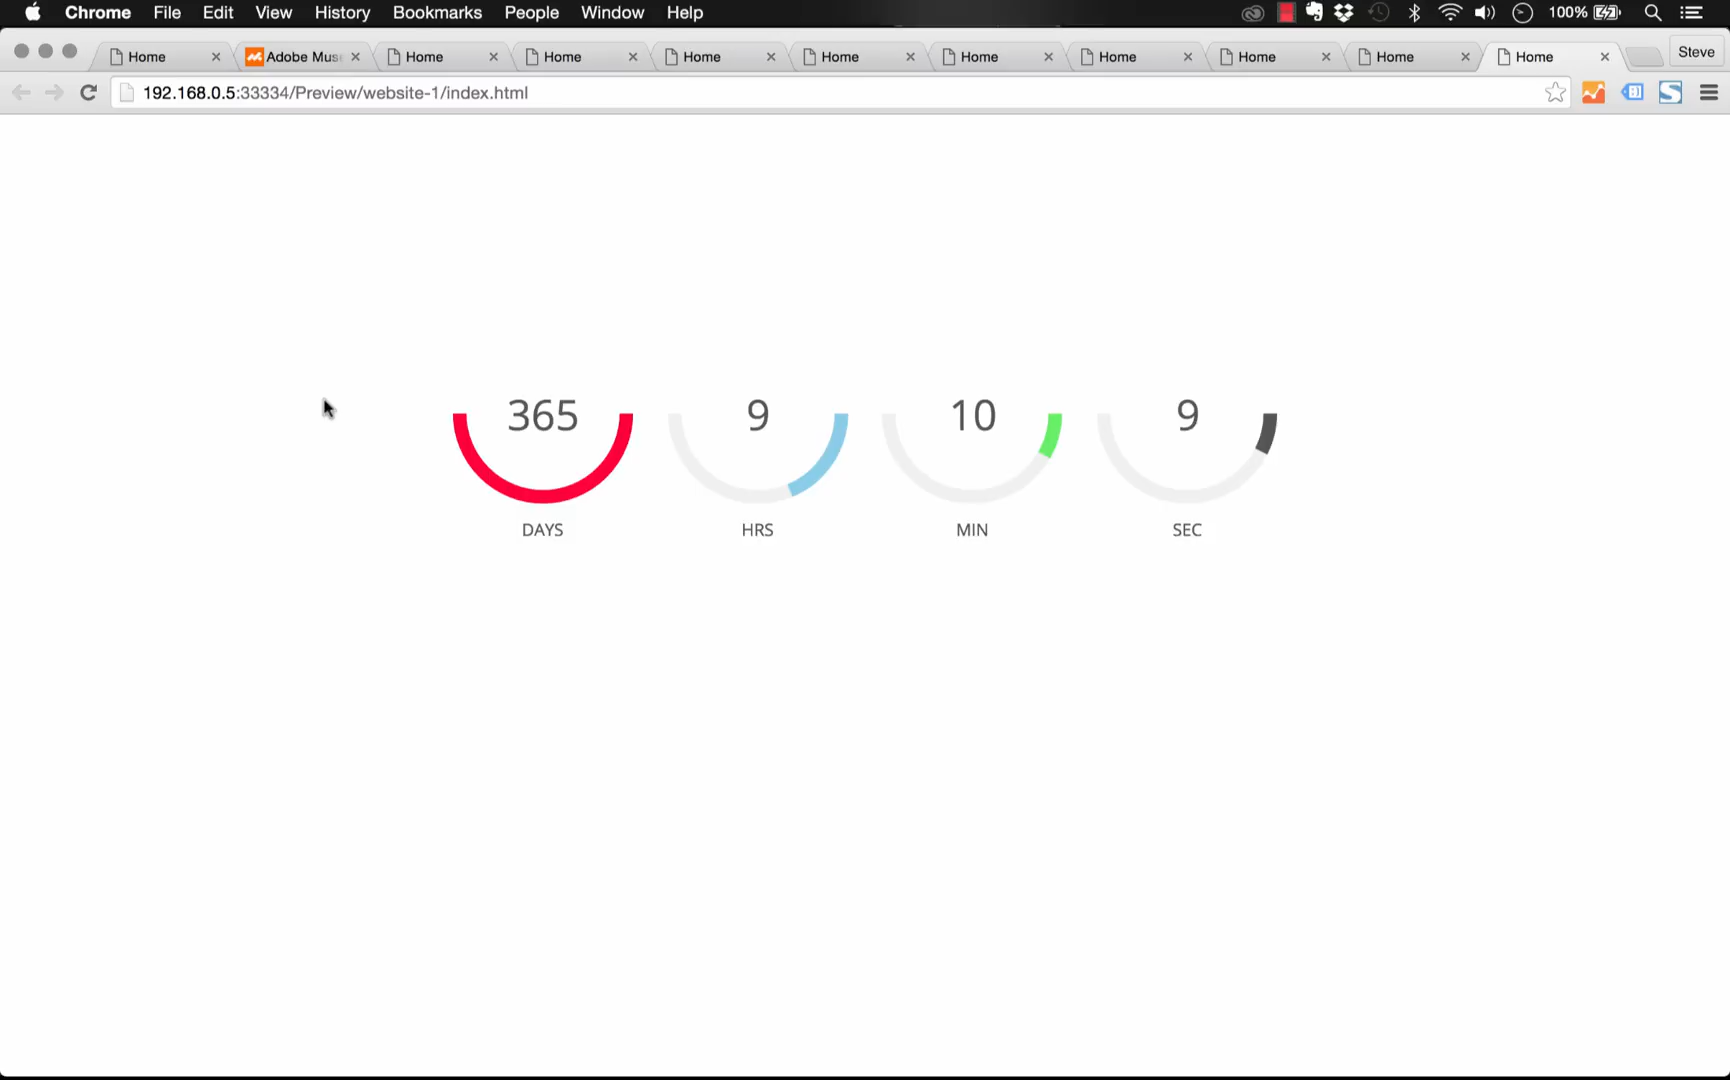 Chrome File Edit View History Bookmarks People Window Help 100%
Home Adobe Mus Home Home Home Home Home Home Home Home Home Steve
192.168.0.5:33334/Preview/website-1/index.html
365 9 10 9
DAYS HRS MIN SEC